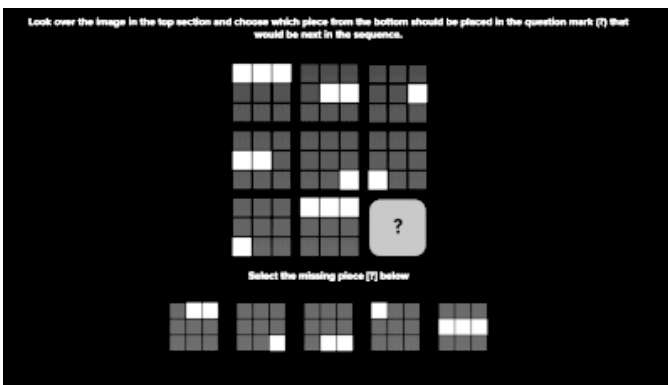 Look over the image in the top section and choose which piece from the bottom should be placed in the question mark (?) that
would be next in the sequence.
?
Select the missing piece [?] below